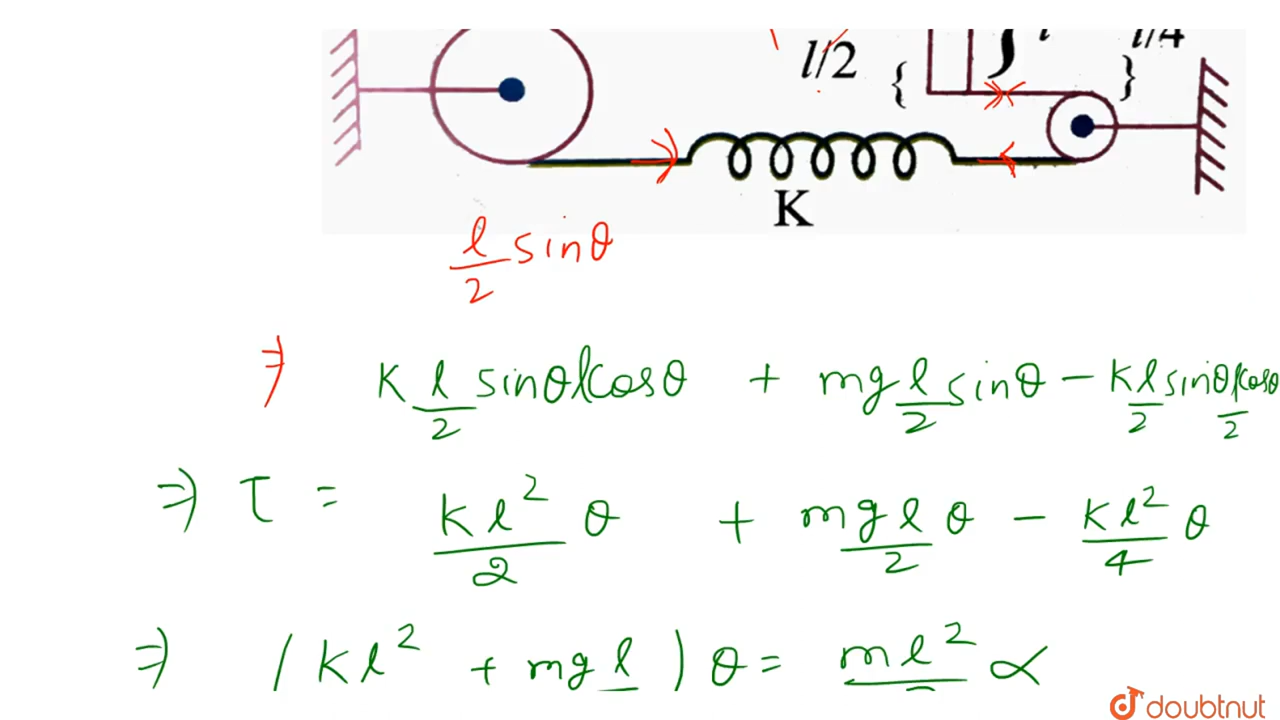 l/2 { l } l/4
K
l/2 sinθ
⇒ K l/2 sinθ l cosθ + mg l/2 sinθ − K l/2 sinθ l/2 cosθ
⇒ τ = Kl²/2 θ + mgl/2 θ − Kl²/4 θ
⇒ (Kl² + mgl) θ = ml² α
doubtnut